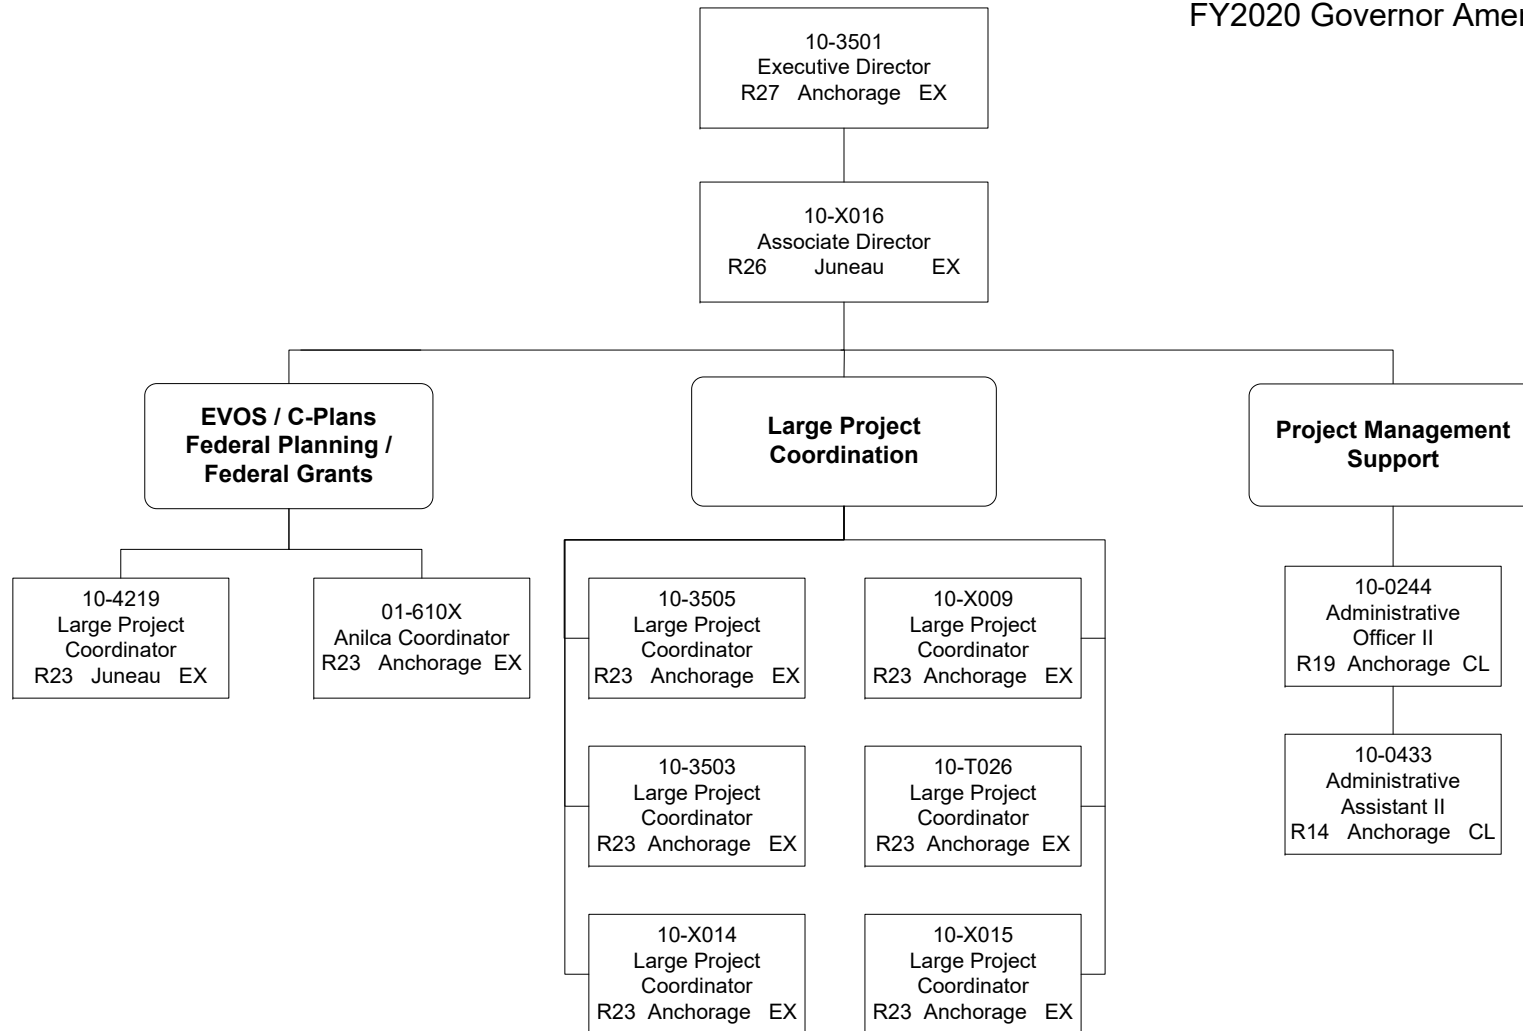 FY2020 Governor Amer
10-3501
Executive Director
R27 Anchorage EX
10-X016
Associate Director
R26 Juneau EX
EVOS / C-Plans
Federal Planning /
Federal Grants
Large Project
Coordination
Project Management
Support
10-4219
Large Project
Coordinator
R23 Juneau EX
01-610X
Anilca Coordinator
R23 Anchorage EX
10-3505
Large Project
Coordinator
R23 Anchorage EX
10-X009
Large Project
Coordinator
R23 Anchorage EX
10-0244
Administrative
Officer II
R19 Anchorage CL
10-3503
Large Project
Coordinator
R23 Anchorage EX
10-T026
Large Project
Coordinator
R23 Anchorage EX
10-0433
Administrative
Assistant II
R14 Anchorage CL
10-X014
Large Project
Coordinator
R23 Anchorage EX
10-X015
Large Project
Coordinator
R23 Anchorage EX